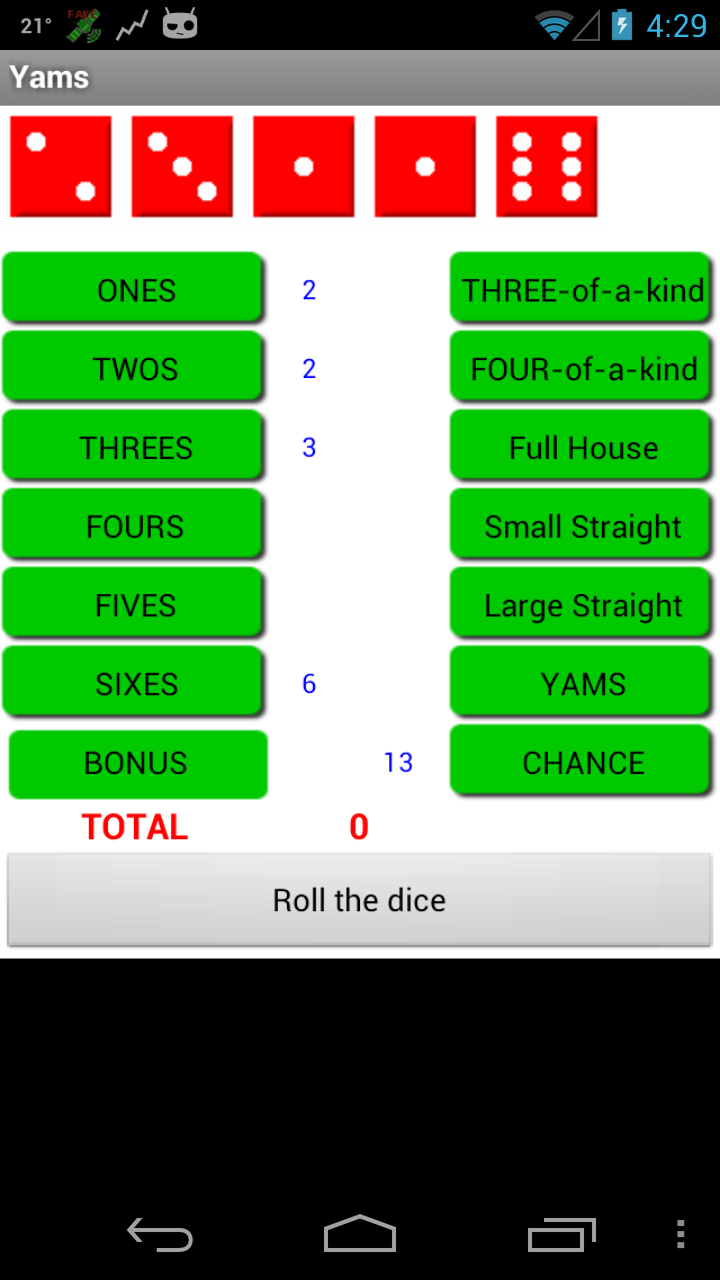 21° FAKE 4:29
Yams
ONES 2 THREE-of-a-kind
TWOS 2 FOUR-of-a-kind
THREES 3 Full House
FOURS Small Straight
FIVES Large Straight
SIXES 6 YAMS
BONUS 13 CHANCE
TOTAL 0
Roll the dice